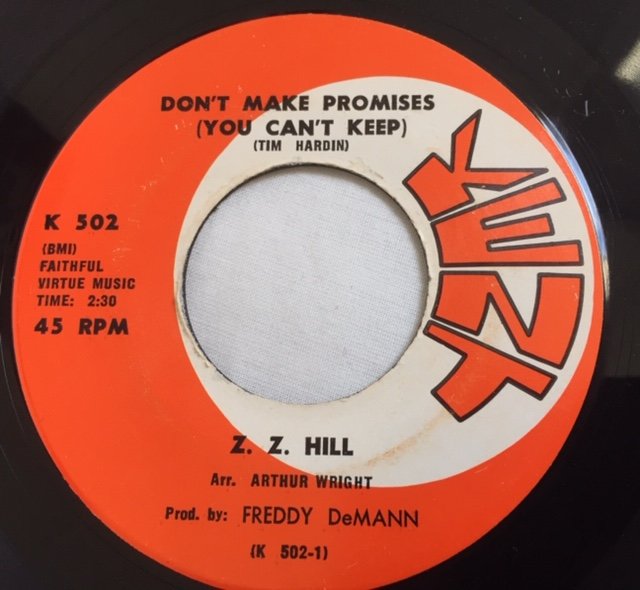 DON'T MAKE PROMISES
(YOU CAN'T KEEP)
(TIM HARDIN)
KENT
K 502
(BMI)
FAITHFUL
VIRTUE MUSIC
TIME: 2:30
45 RPM
Z. Z. HILL
Arr. ARTHUR WRIGHT
Prod. by: FREDDY DeMANN
(K 502-1)